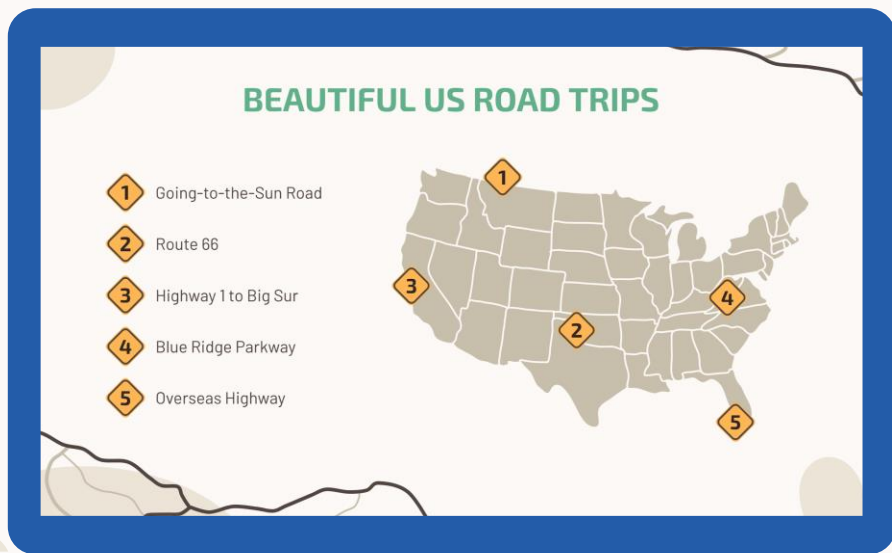 BEAUTIFUL US ROAD TRIPS
1 Going-to-the-Sun Road
2 Route 66
3 Highway 1 to Big Sur
4 Blue Ridge Parkway
5 Overseas Highway
1
3
4
2
5